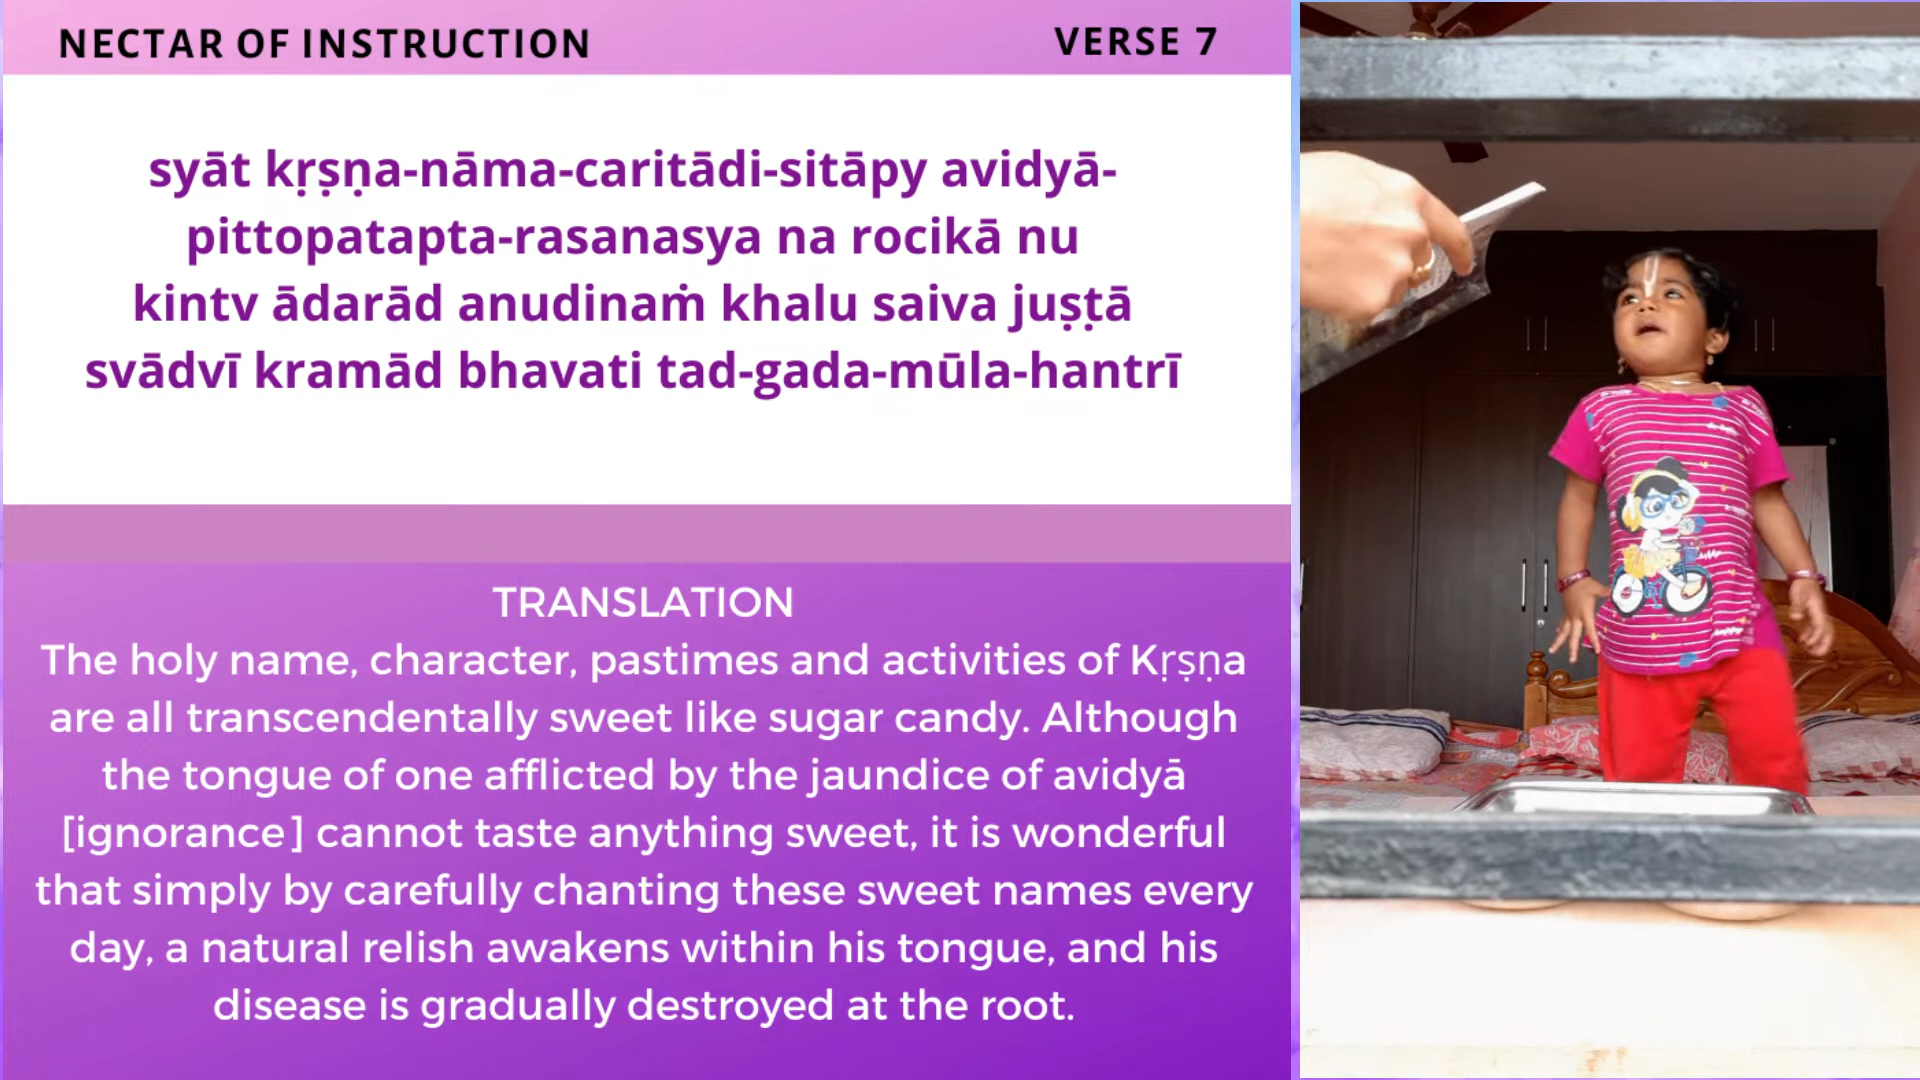 NECTAR OF INSTRUCTION
VERSE 7
syāt kṛṣṇa-nāma-caritādi-sitāpy avidyā-
pittopatapta-rasanasya na rocikā nu
kintv ādarād anudinaṁ khalu saiva juṣṭā
svādvī kramād bhavati tad-gada-mūla-hantrī
TRANSLATION
The holy name, character, pastimes and activities of Kṛṣṇa
are all transcendentally sweet like sugar candy. Although
the tongue of one afflicted by the jaundice of avidyā
[ignorance] cannot taste anything sweet, it is wonderful
that simply by carefully chanting these sweet names every
day, a natural relish awakens within his tongue, and his
disease is gradually destroyed at the root.